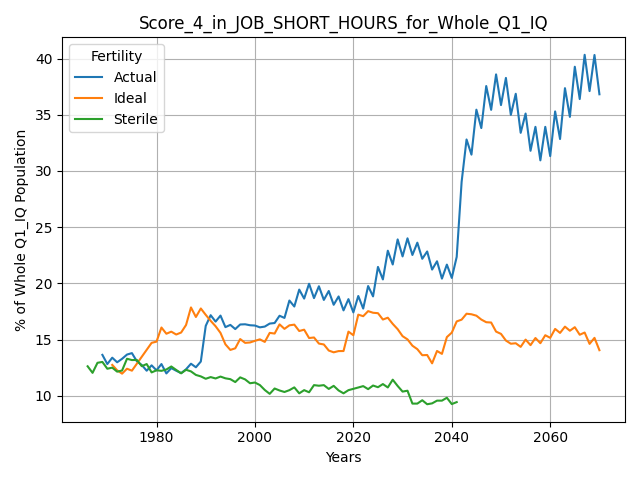 Score_4_in_JOB_SHORT_HOURS_for_Whole_Q1_IQ
Fertility
Actual
Ideal
Sterile
% of Whole Q1_IQ Population
40
35
30
25
20
15
10
1980
2000
2020
2040
2060
Years